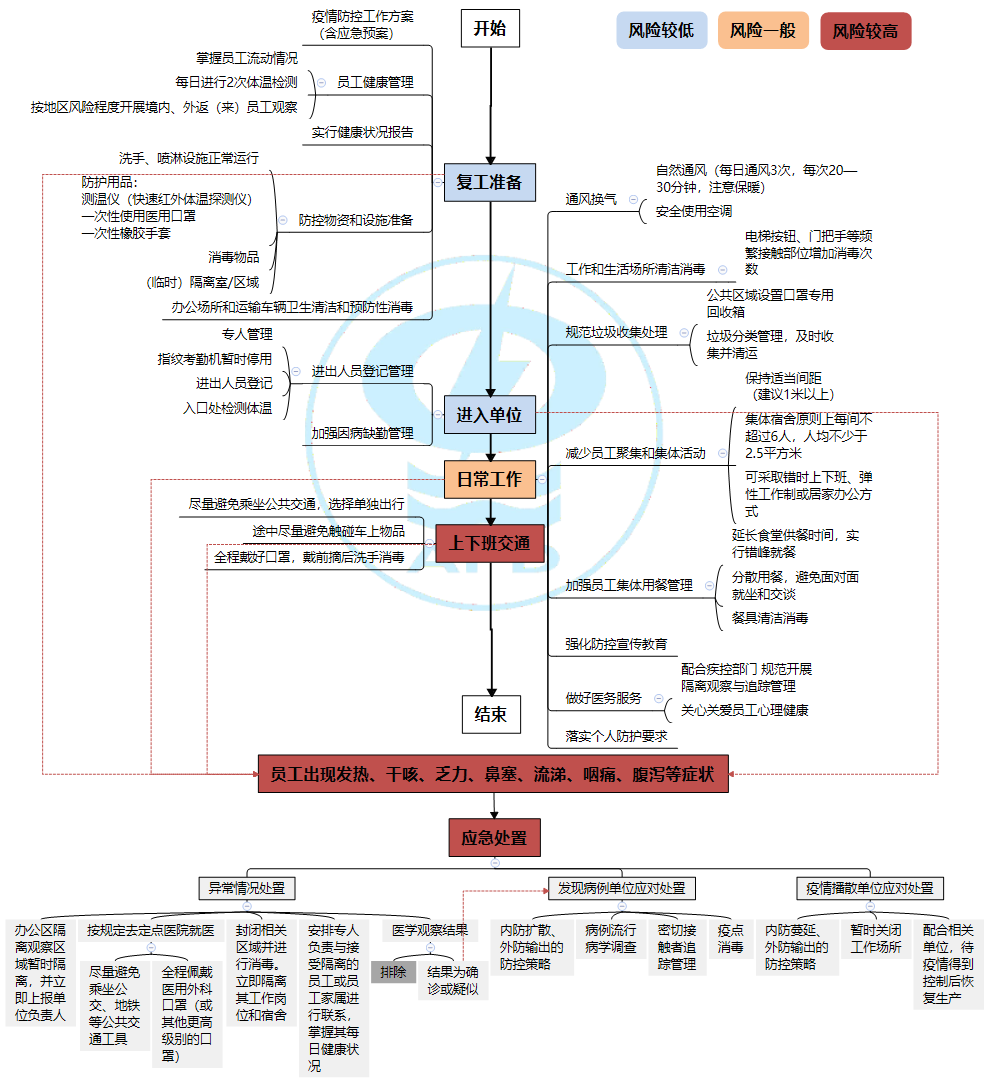 开始
风险较低
风险一般
风险较高
疫情防控工作方案
（含应急预案）
掌握员工流动情况
每日进行2次体温检测
按地区风险程度开展境内、外返（来）员工观察
员工健康管理
实行健康状况报告
洗手、喷淋设施正常运行
防护用品：
测温仪（快速红外体温探测仪）
一次性使用医用口罩
一次性橡胶手套
防控物资和设施准备
消毒物品
（临时）隔离室/区域
办公场所和运输车辆卫生清洁和预防性消毒
复工准备
专人管理
指纹考勤机暂时停用
进出人员登记
入口处检测体温
进出人员登记管理
加强因病缺勤管理
进入单位
日常工作
自然通风（每日通风3次，每次20—
30分钟，注意保暖）
通风换气
安全使用空调
工作和生活场所清洁消毒
电梯按钮、门把手等频
繁接触部位增加消毒次
数
规范垃圾收集处理
公共区域设置口罩专用
回收箱
垃圾分类管理，及时收
集并清运
减少员工聚集和集体活动
保持适当间距
（建议1米以上）
集体宿舍原则上每间不
超过6人，人均不少于
2.5平方米
可采取错时上下班、弹
性工作制或居家办公方
式
加强员工集体用餐管理
延长食堂供餐时间，实
行错峰就餐
分散用餐，避免面对面
就坐和交谈
餐具清洁消毒
强化防控宣传教育
做好医务服务
配合疾控部门 规范开展
隔离观察与追踪管理
关心关爱员工心理健康
落实个人防护要求
尽量避免乘坐公共交通，选择单独出行
途中尽量避免触碰车上物品
全程戴好口罩，戴前摘后洗手消毒
上下班交通
结束
员工出现发热、干咳、乏力、鼻塞、流涕、咽痛、腹泻等症状
应急处置
异常情况处置
发现病例单位应对处置
疫情播散单位应对处置
办公区隔
离观察区
域暂时隔
离，并立
即上报单
位负责人
按规定去定点医院就医
尽量避免
乘坐公
交、地铁
等公共交
通工具
全程佩戴
医用外科
口罩（或
其他更高
级别的口
罩）
封闭相关
区域并进
行消毒。
立即隔离
其工作岗
位和宿舍
安排专人
负责与接
受隔离的
员工或员
工家属进
行联系，
掌握其每
日健康状
况
医学观察结果
排除
结果为确
诊或疑似
内防扩散、
外防输出的
防控策略
病例流行
病学调查
密切接
触者追
踪管理
疫点
消毒
内防蔓延、
外防输出的
防控策略
暂时关闭
工作场所
配合相关
单位，待
疫情得到
控制后恢
复生产